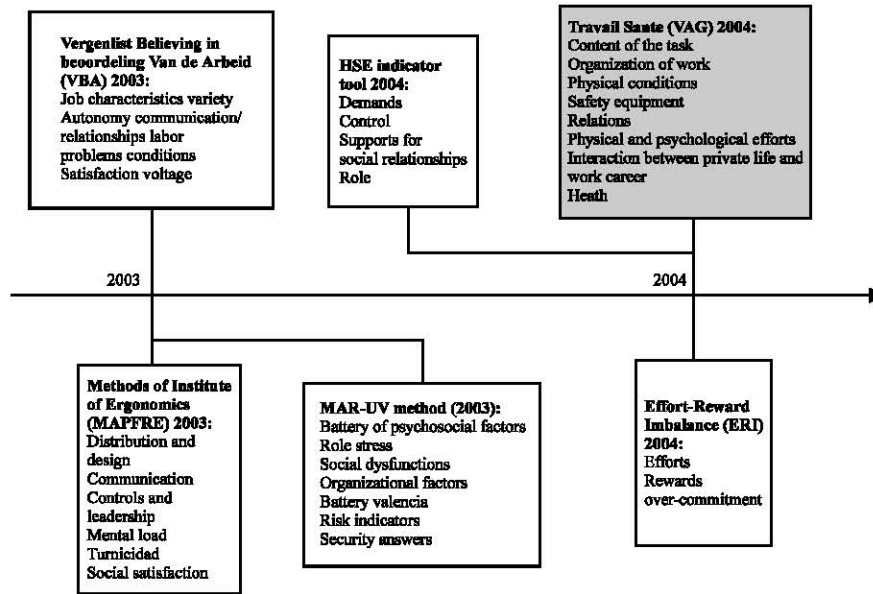 Vergenlist Believing in
beoordeling Van de Arbeid
(VBA) 2003:
Job characteristics variety
Autonomy communication/
relationships labor
problems conditions
Satisfaction voltage
HSE indicator
tool 2004:
Demands
Control
Supports for
social relationships
Role
Travail Sante (VAG) 2004:
Content of the task
Organization of work
Physical conditions
Safety equipment
Relations
Physical and psychological efforts
Interaction between private life and
work career
Heath
2003
2004
Methods of Institute
of Ergonomics
(MAPFRE) 2003:
Distribution and
design
Communication
Controls and
leadership
Mental load
Turnicidad
Social satisfaction
MAR-UV method (2003):
Battery of psychosocial factors
Role stress
Social dysfunctions
Organizational factors
Battery valencia
Risk indicators
Security answers
Effort-Reward
Imbalance (ERI)
2004:
Efforts
Rewards
over-commitment